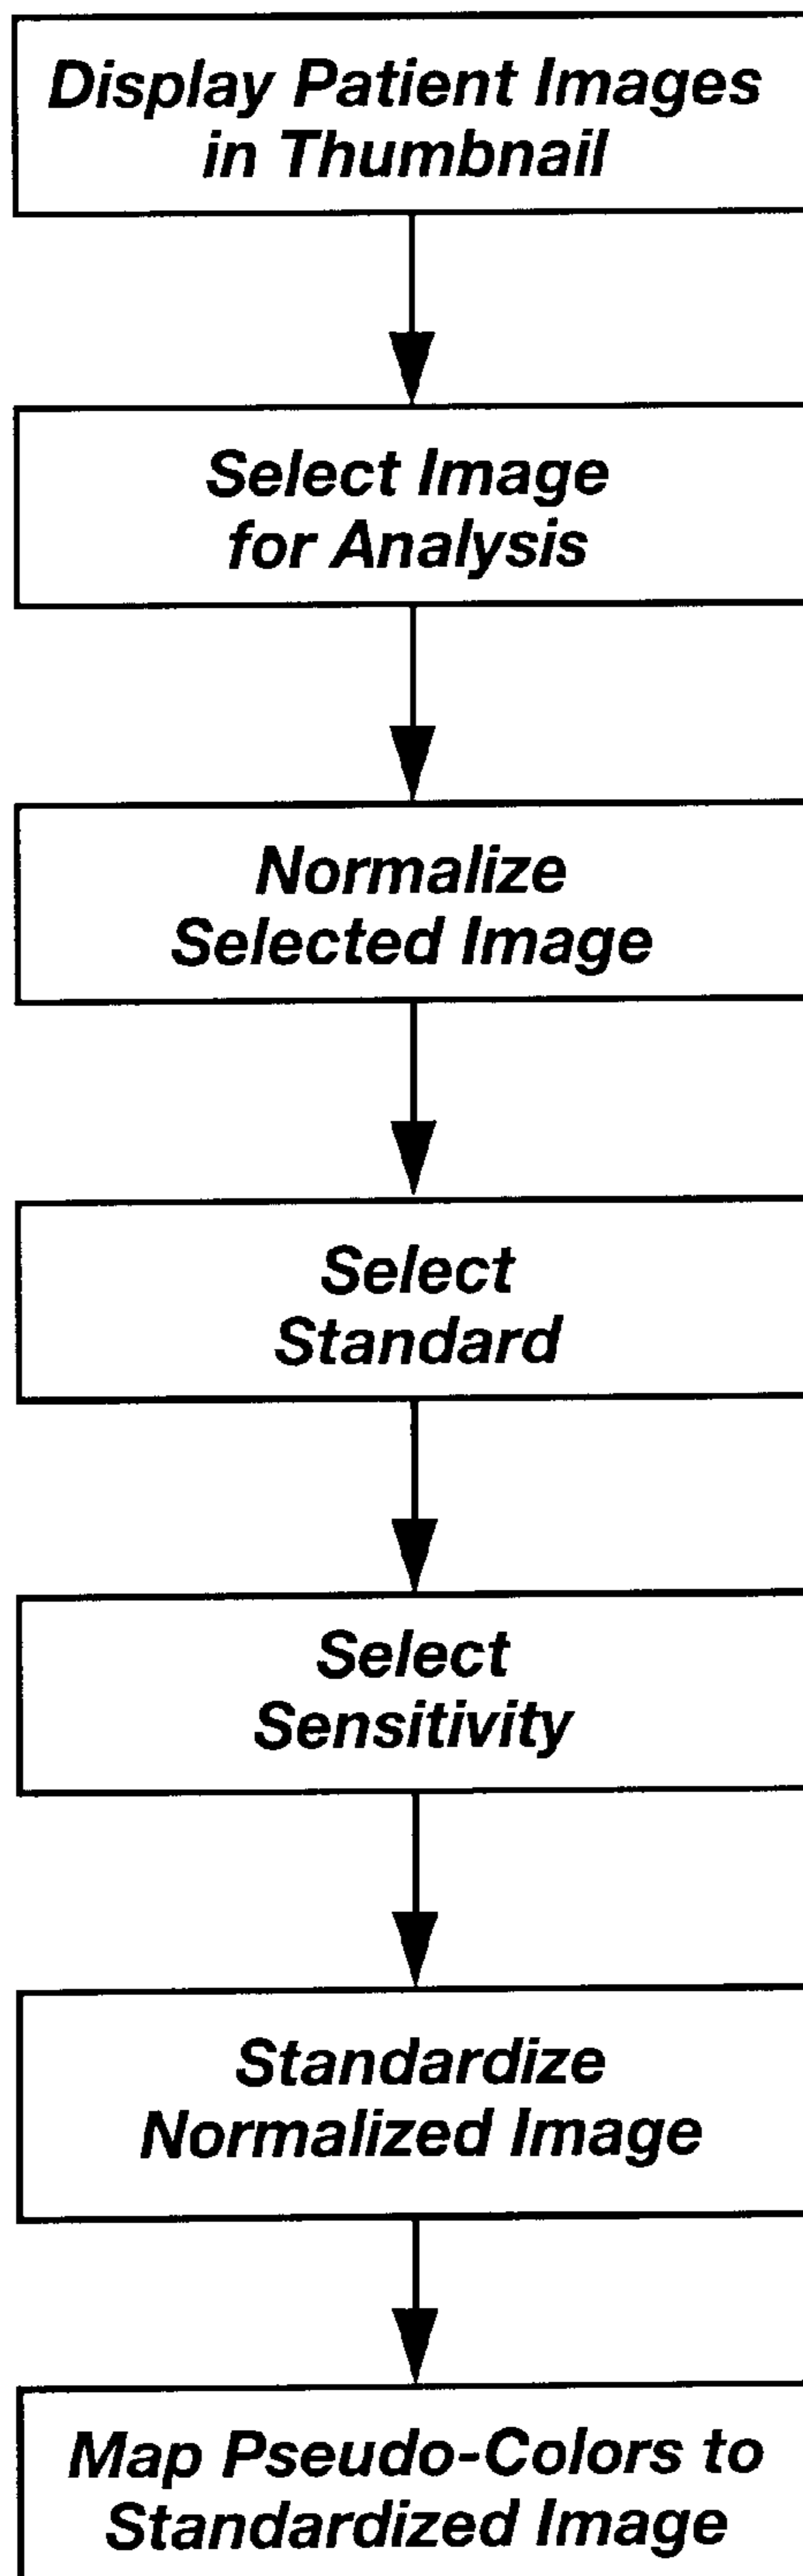 Display Patient Images
in Thumbnail
Select Image
for Analysis
Normalize
Selected Image
Select
Standard
Select
Sensitivity
Standardize
Normalized Image
Map Pseudo-Colors to
Standardized Image